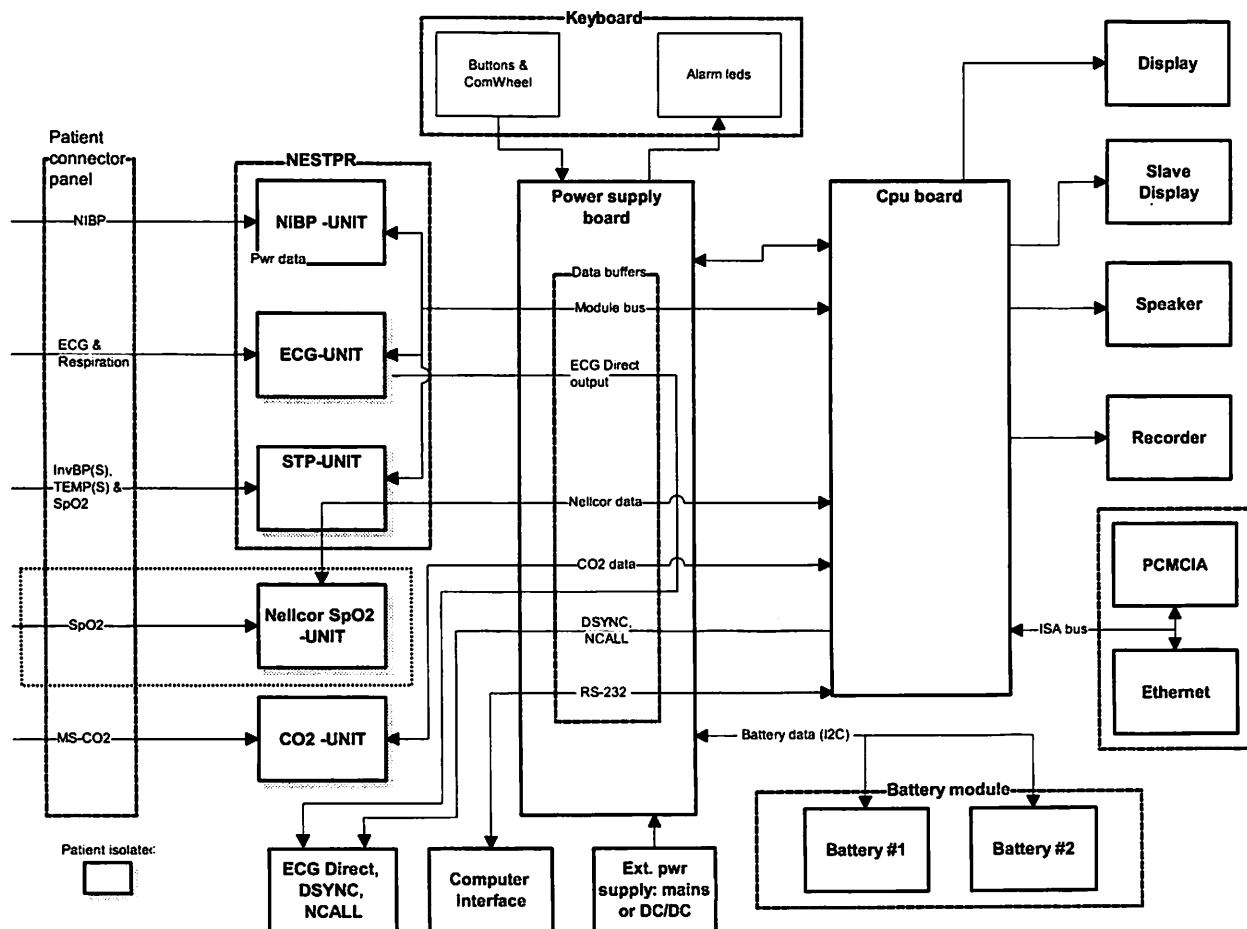 Keyboard
Buttons &
ComWheel
Alarm leds
Display
Patient
connector
panel
NESTPR
Power supply
board
Cpu board
Slave
Display
NIBP
NIBP -UNIT
Pwr data
Data buffers
Module bus
Speaker
ECG &
Respiration
ECG-UNIT
ECG Direct
output
Recorder
InvBP(S),
TEMP(S) &
SpO2
STP-UNIT
Nellcor data
CO2 data
PCMCIA
SpO2
Nellcor SpO2
-UNIT
DSYNC,
NCALL
ISA bus
Ethernet
RS-232
MS-CO2
CO2 -UNIT
Battery data (I2C)
Battery module
Battery #1
Battery #2
Patient isolated
ECG Direct,
DSYNC,
NCALL
Computer
Interface
Ext. pwr
supply: mains
or DC/DC